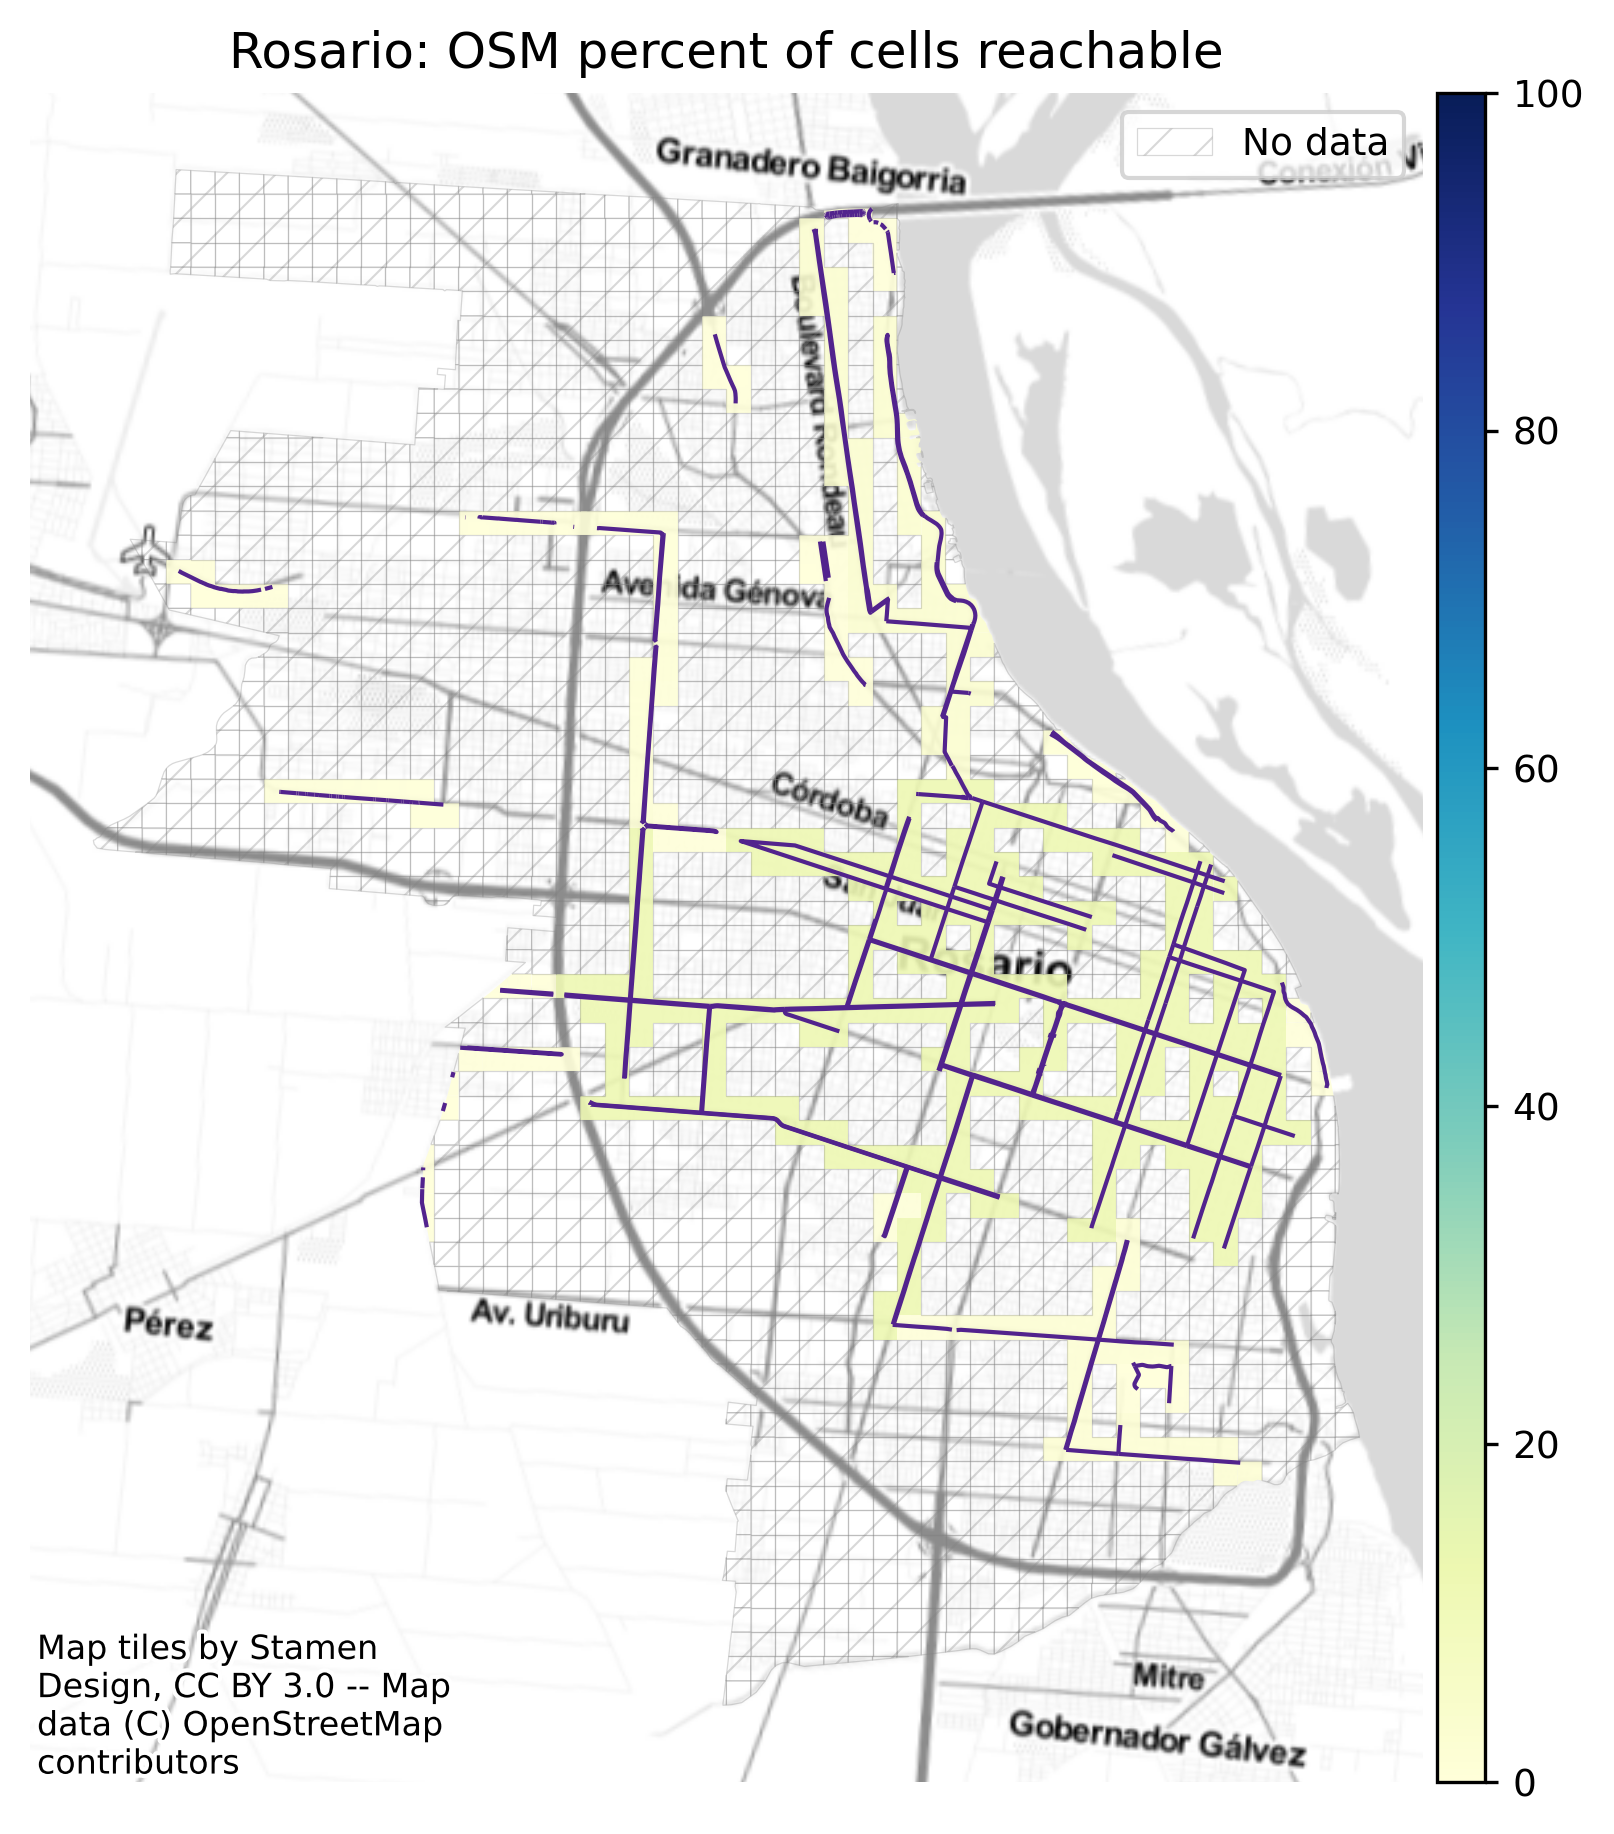 Rosario: OSM percent of cells reachable
100
No data
Granadero Baigorria
Conexión
Boulevard Rondeau
80
Avenida Génova
60
Córdoba
Rosario
40
Pérez
Av. Uriburu
20
Mitre
Gobernador Gálvez
Map tiles by Stamen
Design, CC BY 3.0 -- Map
data (C) OpenStreetMap
contributors
0